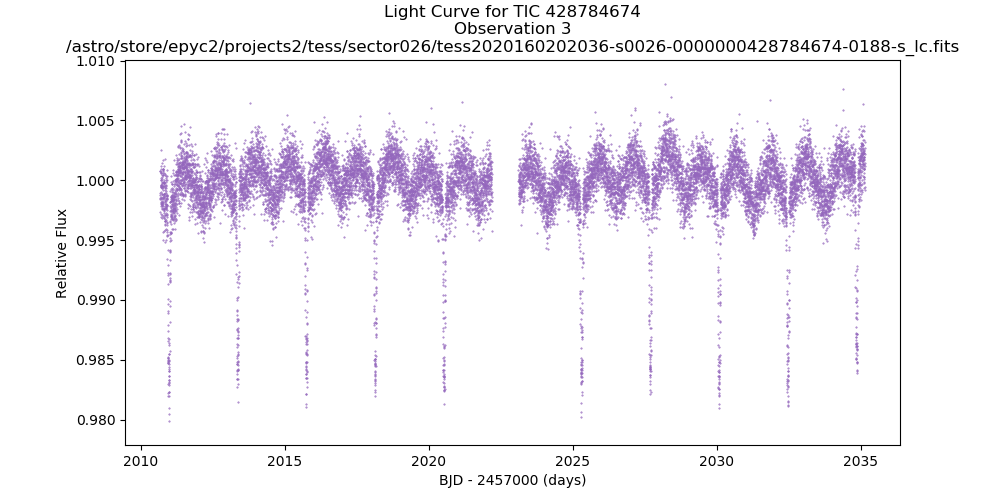 Light Curve for TIC 428784674
Observation 3
/astro/store/epyc2/projects2/tess/sector026/tess2020160202036-s0026-0000000428784674-0188-s_lc.fits
1.010
1.005
1.000
0.995
0.990
0.985
0.980
Relative Flux
2010
2015
2020
2025
2030
2035
BJD - 2457000 (days)